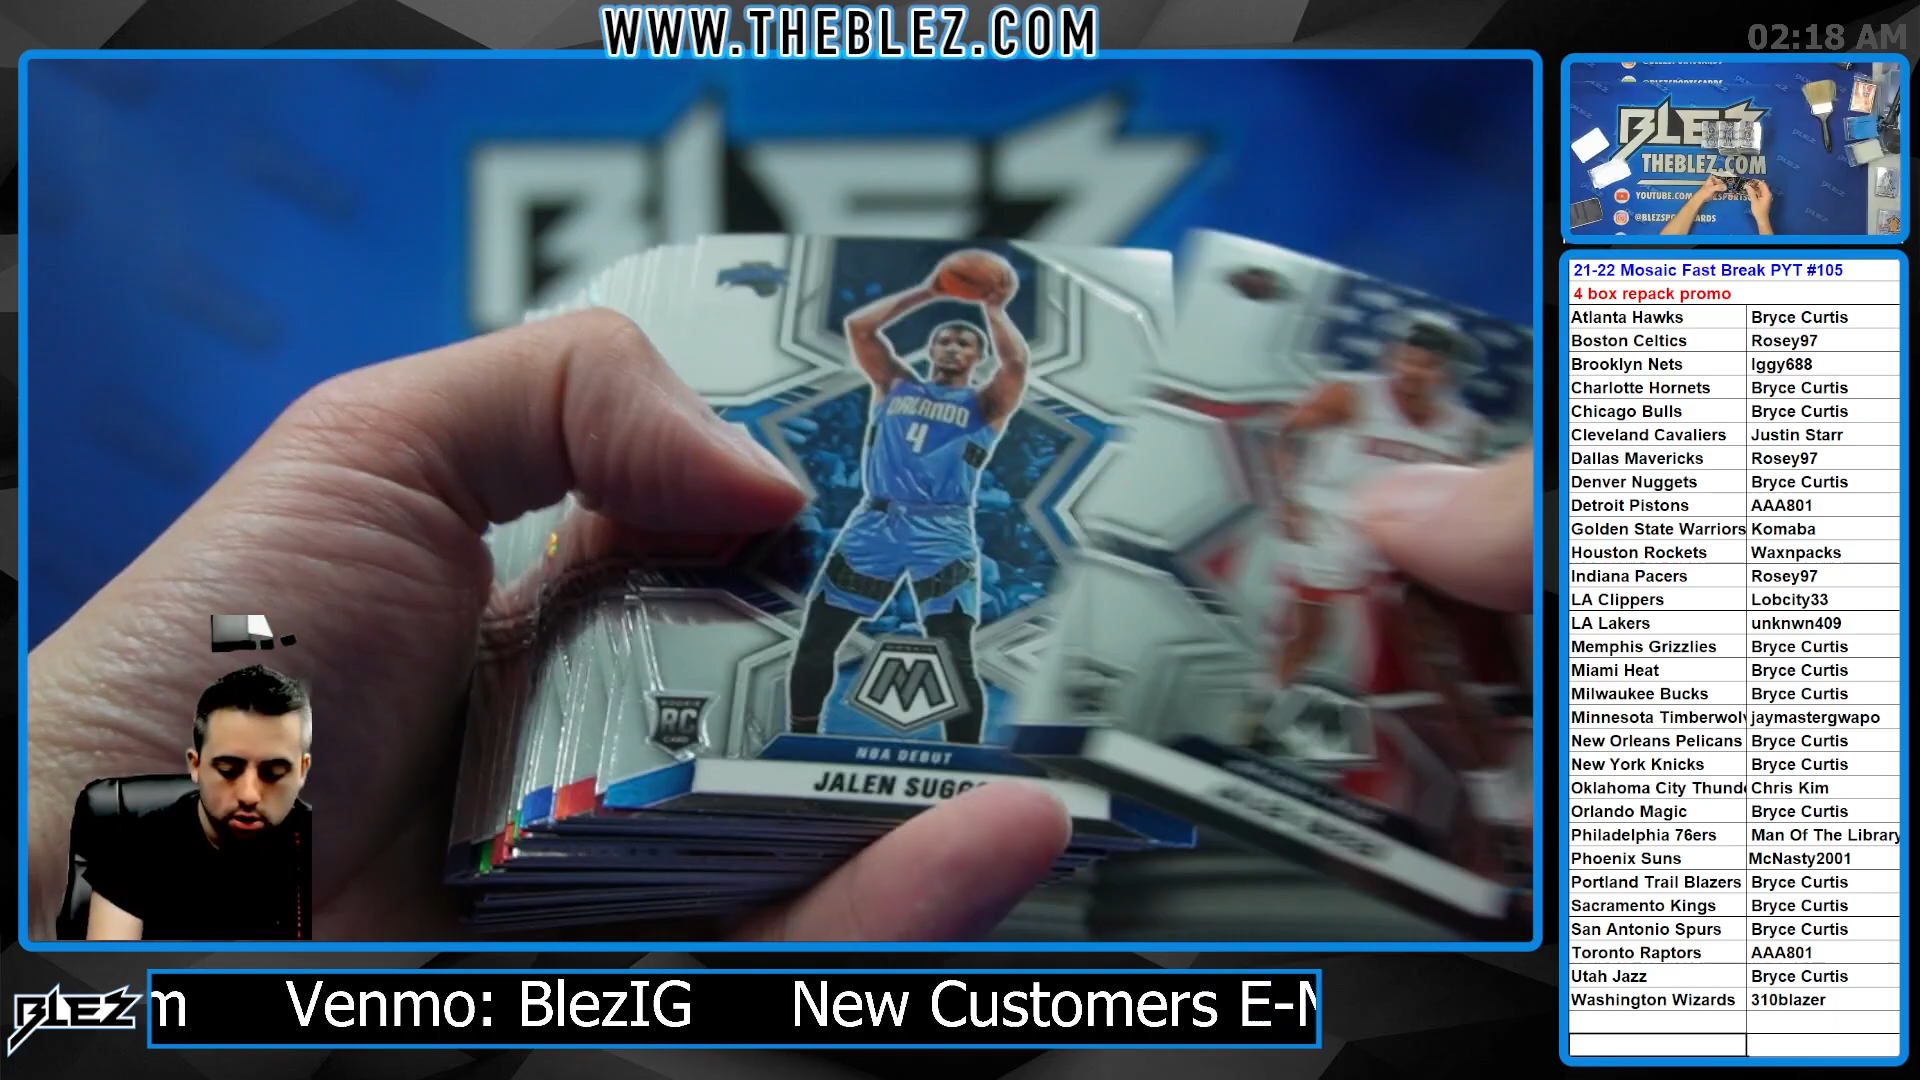 WWW.THEBLEZ.COM
02:18 AM
BLEZ
ORLANDO
4
RC
NBA DEBUT
JALEN SUGG
BLEZ
THEBLEZ.COM
21-22 Mosaic Fast Break PYT #105
4 box repack promo
Atlanta Hawks Bryce Curtis
Boston Celtics Rosey97
Brooklyn Nets Iggy688
Charlotte Hornets Bryce Curtis
Chicago Bulls Bryce Curtis
Cleveland Cavaliers Justin Starr
Dallas Mavericks Rosey97
Denver Nuggets Bryce Curtis
Detroit Pistons AAA801
Golden State Warriors Komaba
Houston Rockets Waxnpacks
Indiana Pacers Rosey97
LA Clippers Lobcity33
LA Lakers unknwn409
Memphis Grizzlies Bryce Curtis
Miami Heat Bryce Curtis
Milwaukee Bucks Bryce Curtis
Minnesota Timberwolv jaymastergwapo
New Orleans Pelicans Bryce Curtis
New York Knicks Bryce Curtis
Oklahoma City Thunde Chris Kim
Orlando Magic Bryce Curtis
Philadelphia 76ers Man Of The Library
Phoenix Suns McNasty2001
Portland Trail Blazers Bryce Curtis
Sacramento Kings Bryce Curtis
San Antonio Spurs Bryce Curtis
Toronto Raptors AAA801
Utah Jazz Bryce Curtis
Washington Wizards 310blazer
BLEZ
m Venmo: BlezIG New Customers E-M